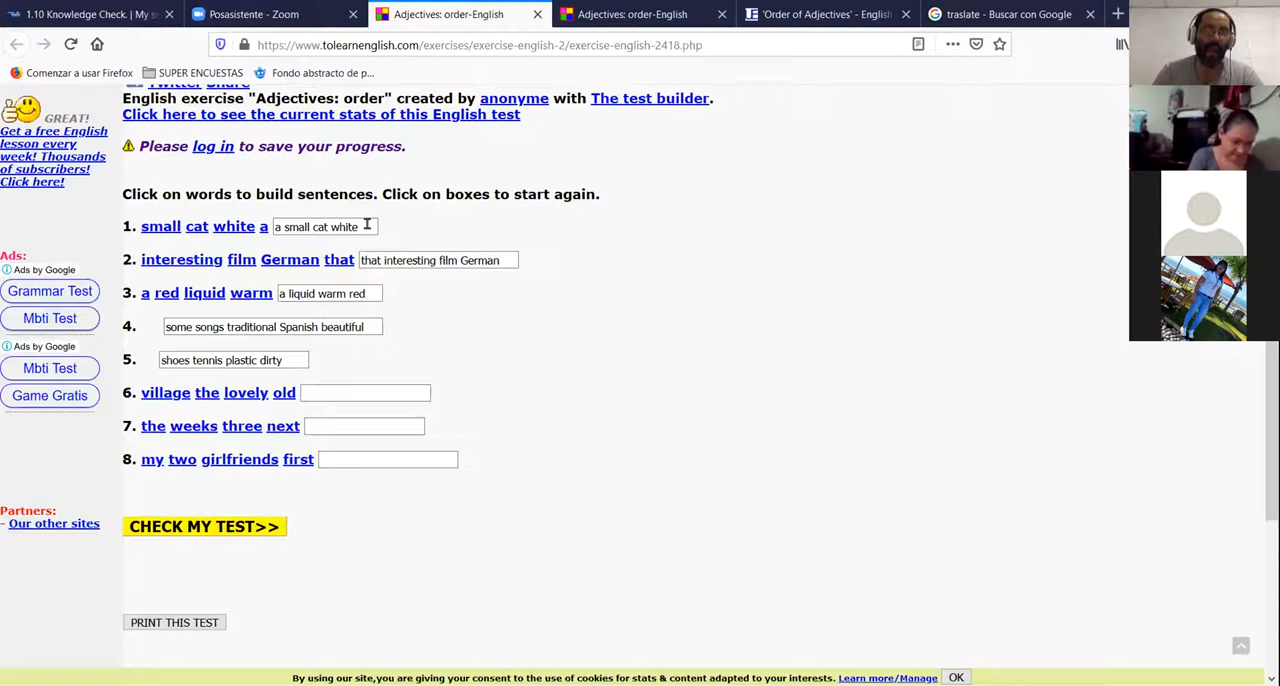 1.10 Knowledge Check. | My s
Posasistente - Zoom
Adjectives: order-English
Adjectives: order-English
'Order of Adjectives' - English
traslate - Buscar con Google
https://www.tolearnenglish.com/exercises/exercise-english-2/exercise-english-2418.php
Comenzar a usar Firefox
SUPER ENCUESTAS
Fondo abstracto de p...
Twitter Share
English exercise "Adjectives: order" created by anonyme with The test builder.
Click here to see the current stats of this English test
GREAT!
Get a free English
lesson every
week! Thousands
of subscribers!
Click here!
Please log in to save your progress.
Click on words to build sentences. Click on boxes to start again.
1. small cat white a a small cat white
2. interesting film German that that interesting film German
3. a red liquid warm a liquid warm red
4. some songs traditional Spanish beautiful
5. shoes tennis plastic dirty
6. village the lovely old
7. the weeks three next
8. my two girlfriends first
Ads:
Ads by Google
Grammar Test
Mbti Test
Ads by Google
Mbti Test
Game Gratis
Partners:
- Our other sites
CHECK MY TEST>>
PRINT THIS TEST
By using our site,you are giving your consent to the use of cookies for stats & content adapted to your interests. Learn more/Manage OK